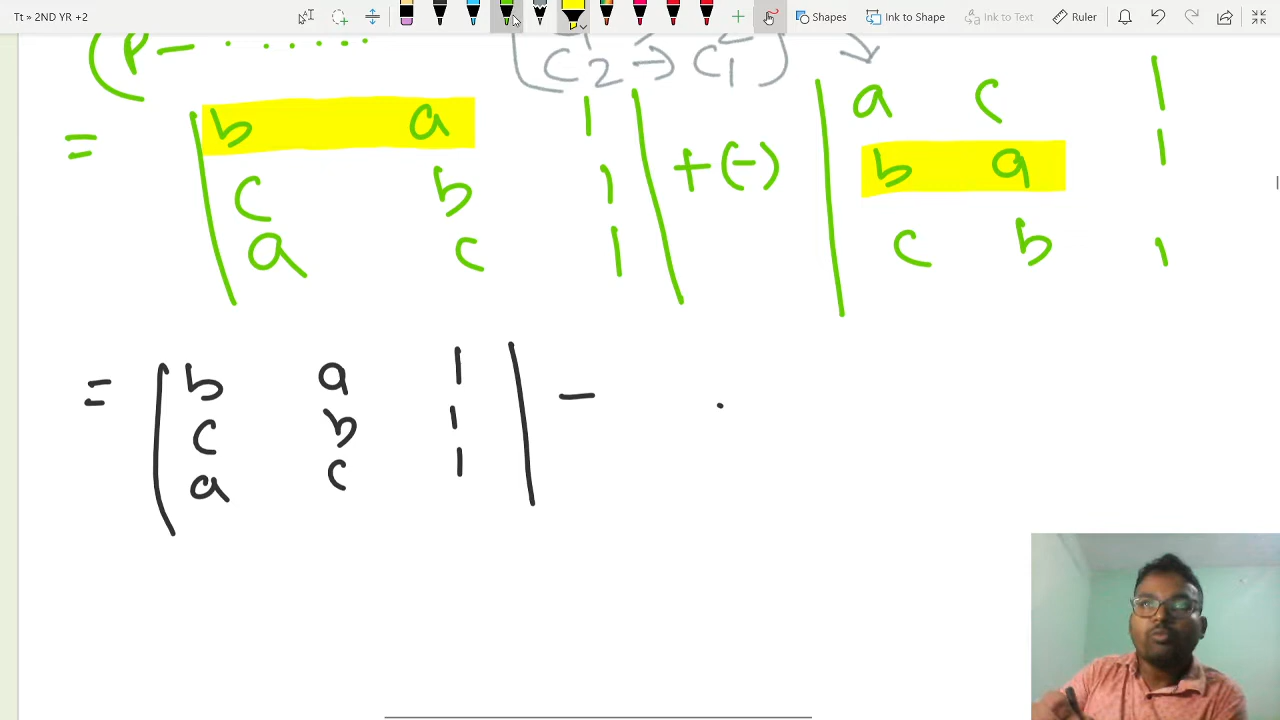 Tt » 2ND YR +2
Shapes Ink to Shape Ink to Text Ruler
(P - . . . . . . .
C2 ⇌ C1
= | b a 1 | + (-) | a c 1
c b 1 b a 1
a c 1 | c b 1
= | b a 1 | - .
c b 1
a c 1